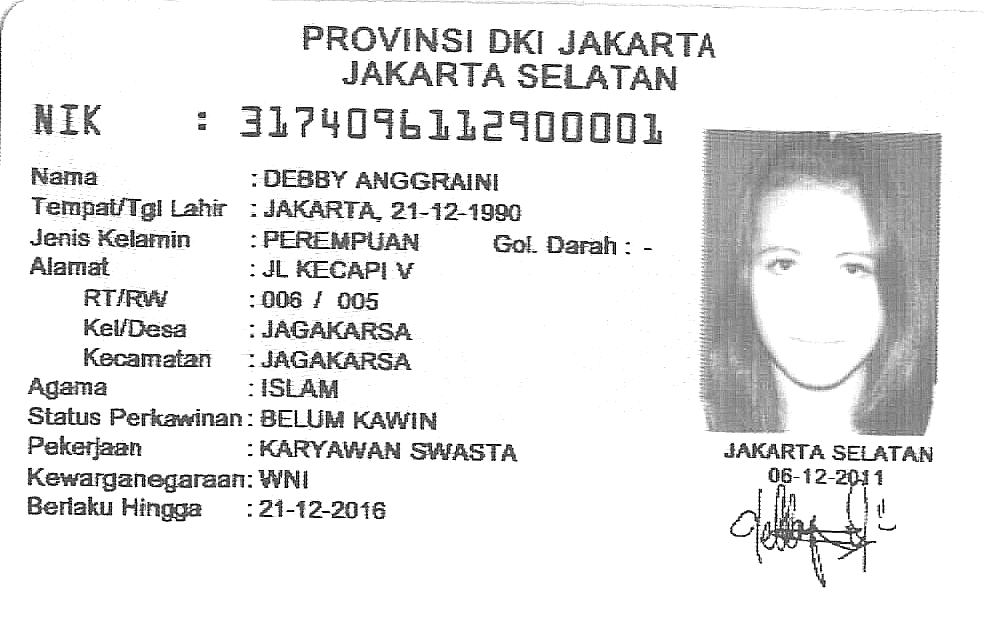 PROVINSI DKI JAKARTA
JAKARTA SELATAN
NIK : 3174096112900001
Nama : DEBBY ANGGRAINI
Tempat/Tgl Lahir : JAKARTA, 21-12-1990
Jenis Kelamin : PEREMPUAN Gol. Darah : -
Alamat : JL KECAPI V
RT/RW : 006 / 005
Kel/Desa : JAGAKARSA
Kecamatan : JAGAKARSA
Agama : ISLAM
Status Perkawinan : BELUM KAWIN
Pekerjaan : KARYAWAN SWASTA
Kewarganegaraan : WNI
Berlaku Hingga : 21-12-2016
JAKARTA SELATAN
06-12-2011